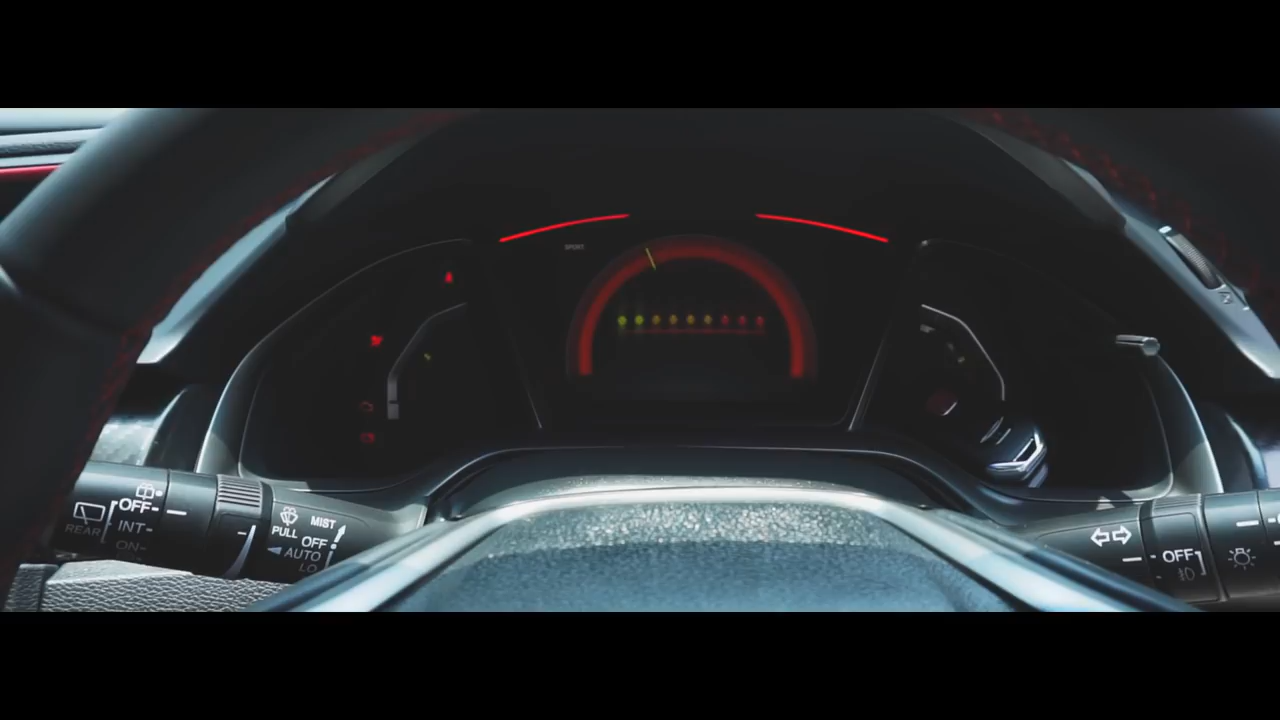 SPORT
OFF
REAR
INT
ON
MIST
PULL
OFF
AUTO
LO
OFF